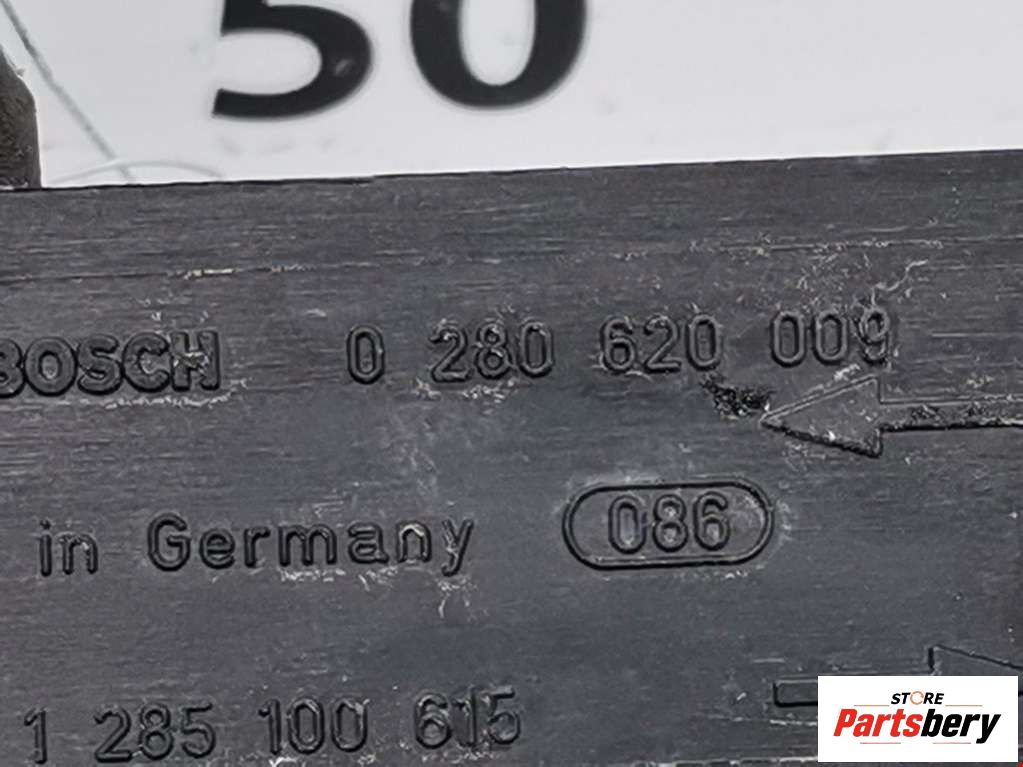 50
BOSCH 0 280 620 009
in Germany 086
1 285 100 615
STORE
Partsbery